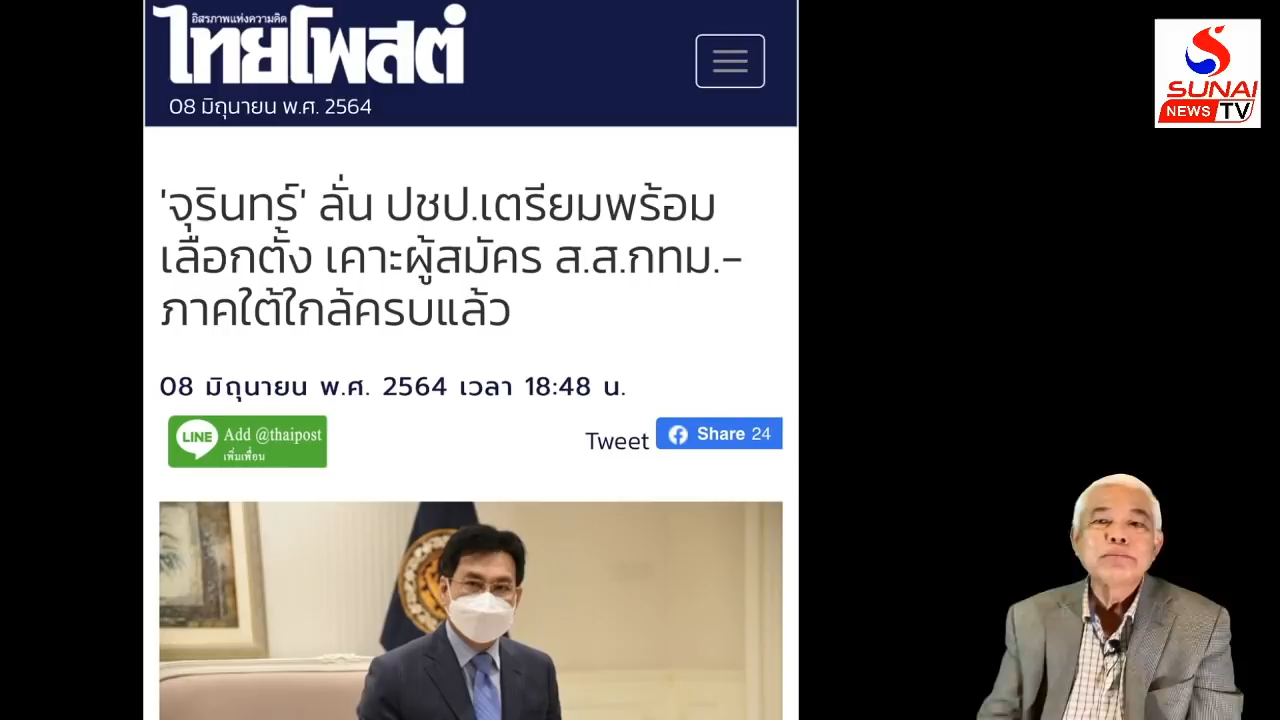 อิสรภาพแห่งความคิด
ไทยโพสต์
08 มิถุนายน พ.ศ. 2564
SUNAI
NEWS TV
'จุรินทร์' ลั่น ปชป.เตรียมพร้อม
เลือกตั้ง เคาะผู้สมัคร ส.ส.กทม.-
ภาคใต้ใกล้ครบแล้ว
08 มิถุนายน พ.ศ. 2564 เวลา 18:48 น.
LINE Add @thaipost
เพิ่มเพื่อน
Tweet Share 24